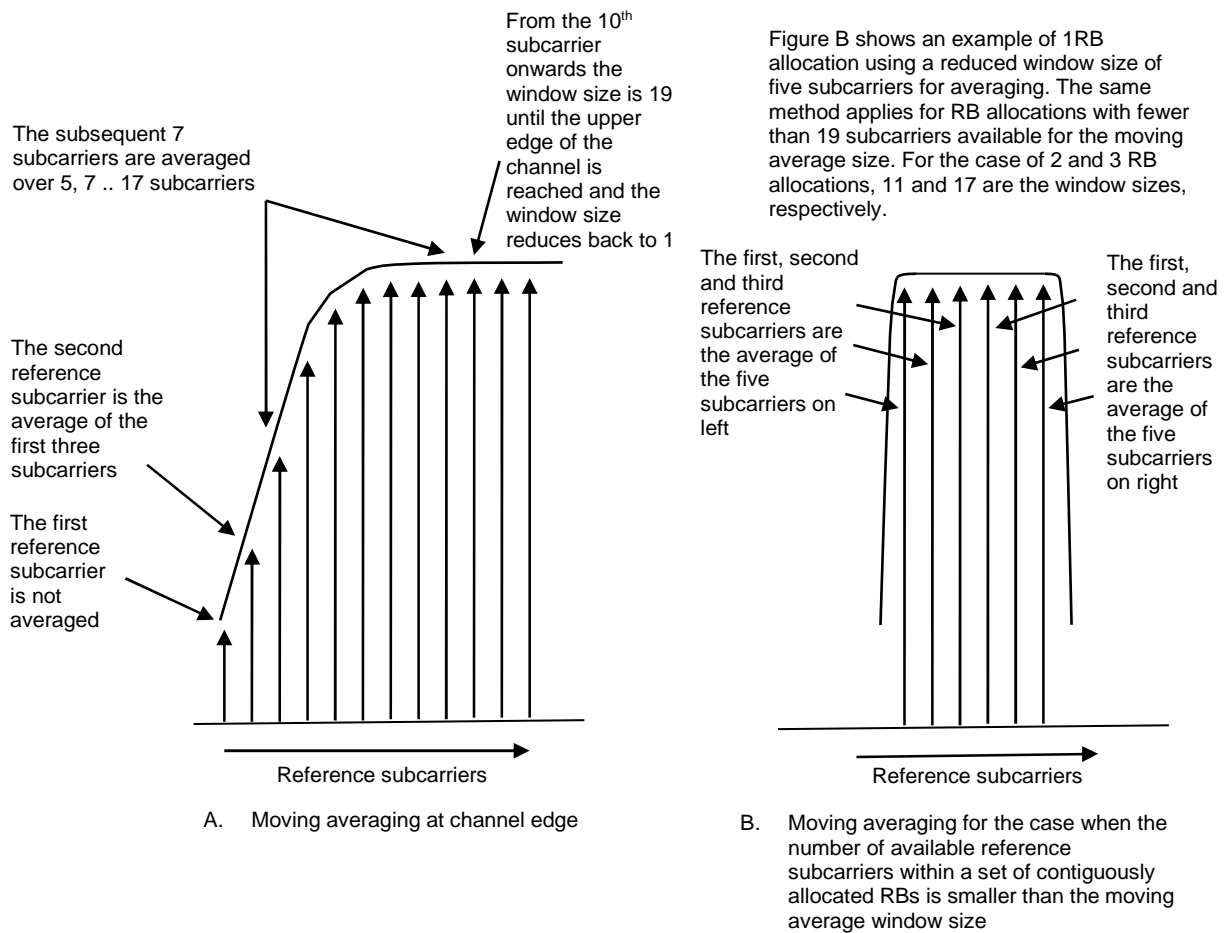 From the 10th
subcarrier
onwards the
window size is 19
until the upper
edge of the
channel is
reached and the
window size
reduces back to 1
The subsequent 7
subcarriers are averaged
over 5, 7 .. 17 subcarriers
The second
reference
subcarrier is the
average of the
first three
subcarriers
The first
reference
subcarrier
is not
averaged
Reference subcarriers
A. Moving averaging at channel edge
Figure B shows an example of 1RB
allocation using a reduced window size of
five subcarriers for averaging. The same
method applies for RB allocations with fewer
than 19 subcarriers available for the moving
average size. For the case of 2 and 3 RB
allocations, 11 and 17 are the window sizes,
respectively.
The first, second
and third
reference
subcarriers are
the average of
the five
subcarriers on
left
The first,
second and
third
reference
subcarriers
are the
average of
the five
subcarriers
on right
Reference subcarriers
B. Moving averaging for the case when the
number of available reference
subcarriers within a set of contiguously
allocated RBs is smaller than the moving
average window size